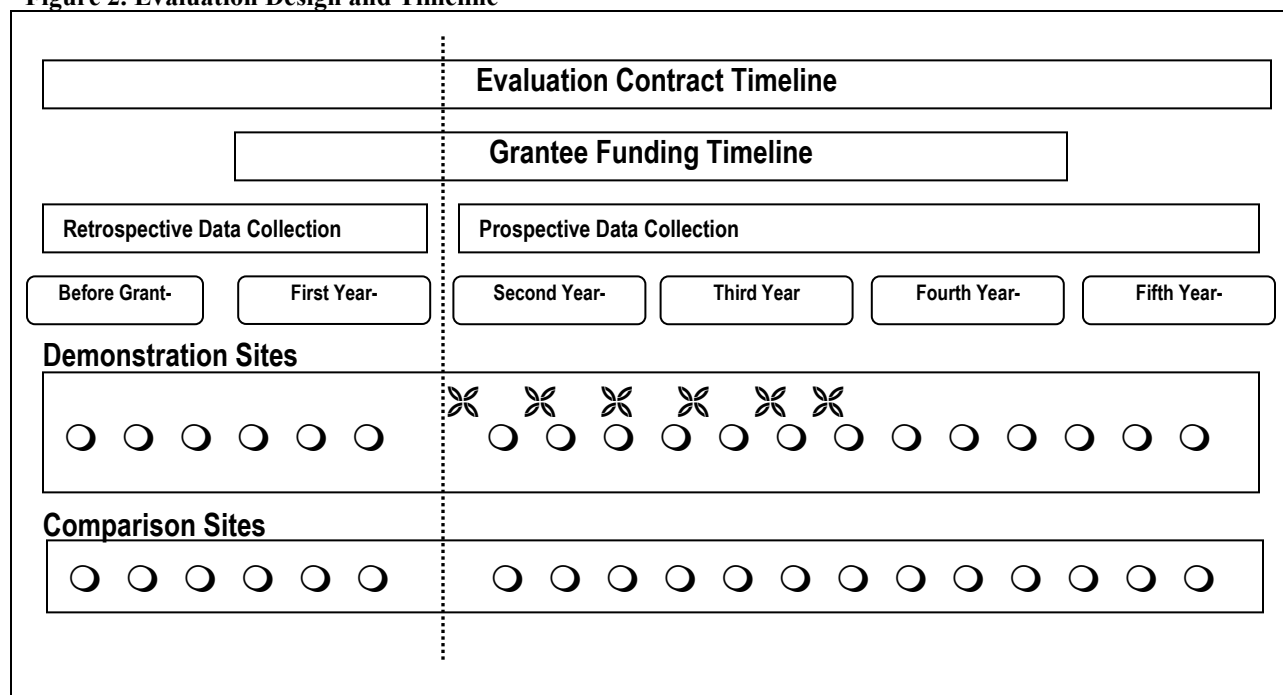 Figure 2. Evaluation Design and Timeline
Evaluation Contract Timeline
Grantee Funding Timeline
Retrospective Data Collection
Prospective Data Collection
Before Grant-
First Year-
Second Year-
Third Year
Fourth Year-
Fifth Year-
Demonstration Sites
Comparison Sites